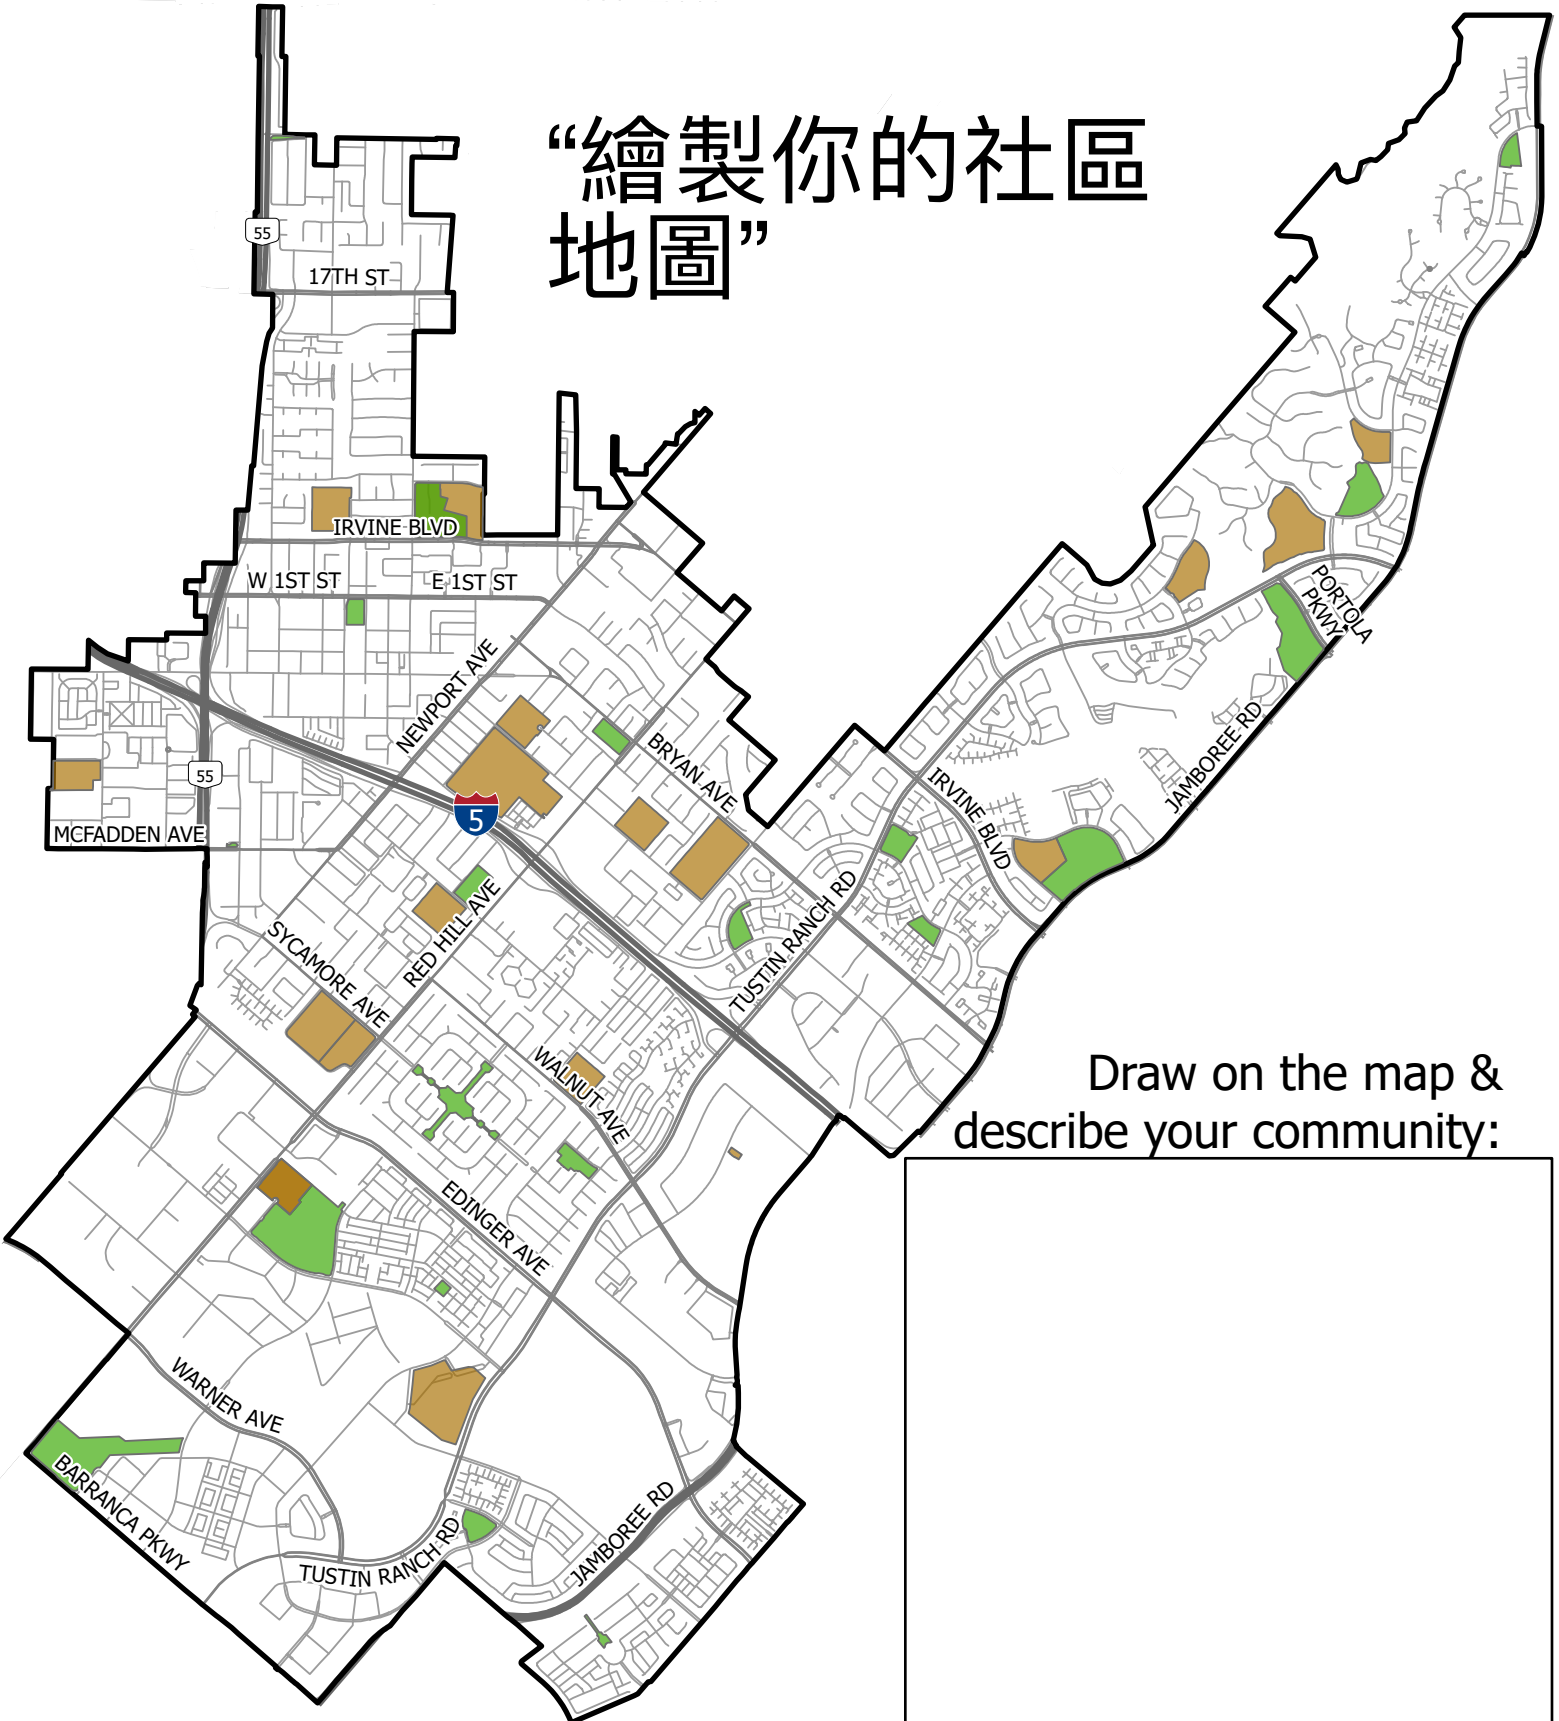 “繪製你的社區
地圖”
55
17TH ST
IRVINE BLVD
W 1ST ST
E 1ST ST
PORTOLA
PKWY
NEWPORT AVE
BRYAN AVE
JAMBOREE RD
55
IRVINE BLVD
5
MCFADDEN AVE
TUSTIN RANCH RD
RED HILL AVE
SYCAMORE AVE
WALNUT AVE
Draw on the map &
describe your community:
EDINGER AVE
WARNER AVE
BARRANCA PKWY
JAMBOREE RD
TUSTIN RANCH RD